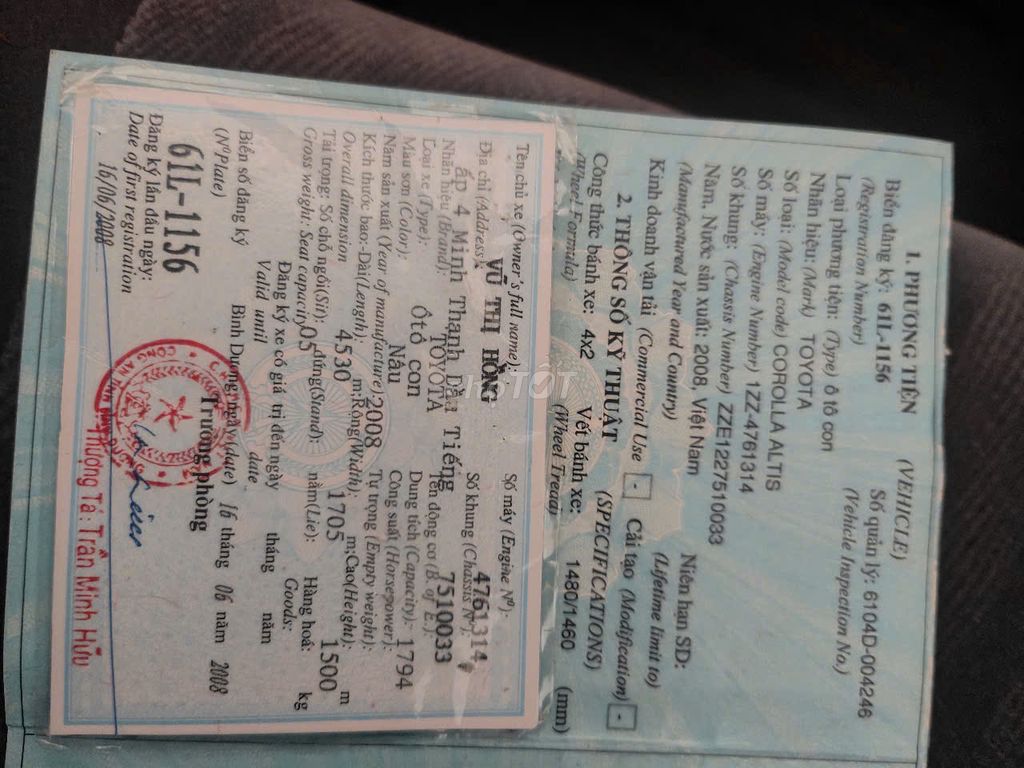 1. PHƯƠNG TIỆN (VEHICLE)
Biển đăng ký: 61L-1156 Số quản lý: 6104D-004246
(Registration Number) (Vehicle Inspection No.)
Loại phương tiện: (Type) ô tô con
Nhãn hiệu: (Mark) TOYOTA
Số loại: (Model code) COROLLA ALTIS
Số máy: (Engine Number) 1ZZ-4761314
Số khung: (Chassis Number) ZZE1227510033
Năm, Nước sản xuất: 2008, Việt Nam Niên hạn SD:
(Manufactured Year and Country) (Lifetime limit to)
Kinh doanh vận tải (Commercial Use) - Cải tạo (Modification) -
2. THÔNG SỐ KỸ THUẬT (SPECIFICATIONS)
Công thức bánh xe: 4x2 Vết bánh xe: 1480/1460 (mm)
(Wheel Formula) (Wheel Tread)
Tên chủ xe (Owner's full name): Số máy (Engine Nº):
VŨ THỊ HỒNG 4761314
Địa chỉ (Address): Số khung (Chassis Nº):
ấp 4 Minh Thạnh Dầu Tiếng 7510033
Nhãn hiệu (Brand): TOYOTA Tên động cơ (B. of E.):
Loại xe (Type): Ôtô con Dung tích (Capacity): 1794
Màu sơn (Color): Nâu Công suất (Horsepower):
Năm sản xuất (Year of manufacture) 2008 Tự trọng (Empty weight):
Kích thước bao: Dài (Length): 4530 m; Rộng (Width): 1705 m; Cao (Height): 1500 m
Overall dimension
Tải trọng: Số chỗ ngồi (Sit): 05 đứng (Stand): nằm (Lie): Hàng hoá: kg
Gross weight: Seat capacity Goods:
Đăng ký xe có giá trị đến ngày tháng năm
Valid until date
Biển số đăng ký Bình Dương, ngày (date) 16 tháng 06 năm 2008
(Nº Plate) Trưởng phòng
61L-1156
Đăng ký lần đầu ngày:
Date of first registration
16/06/2008
Thượng Tá: Trần Minh Hữu